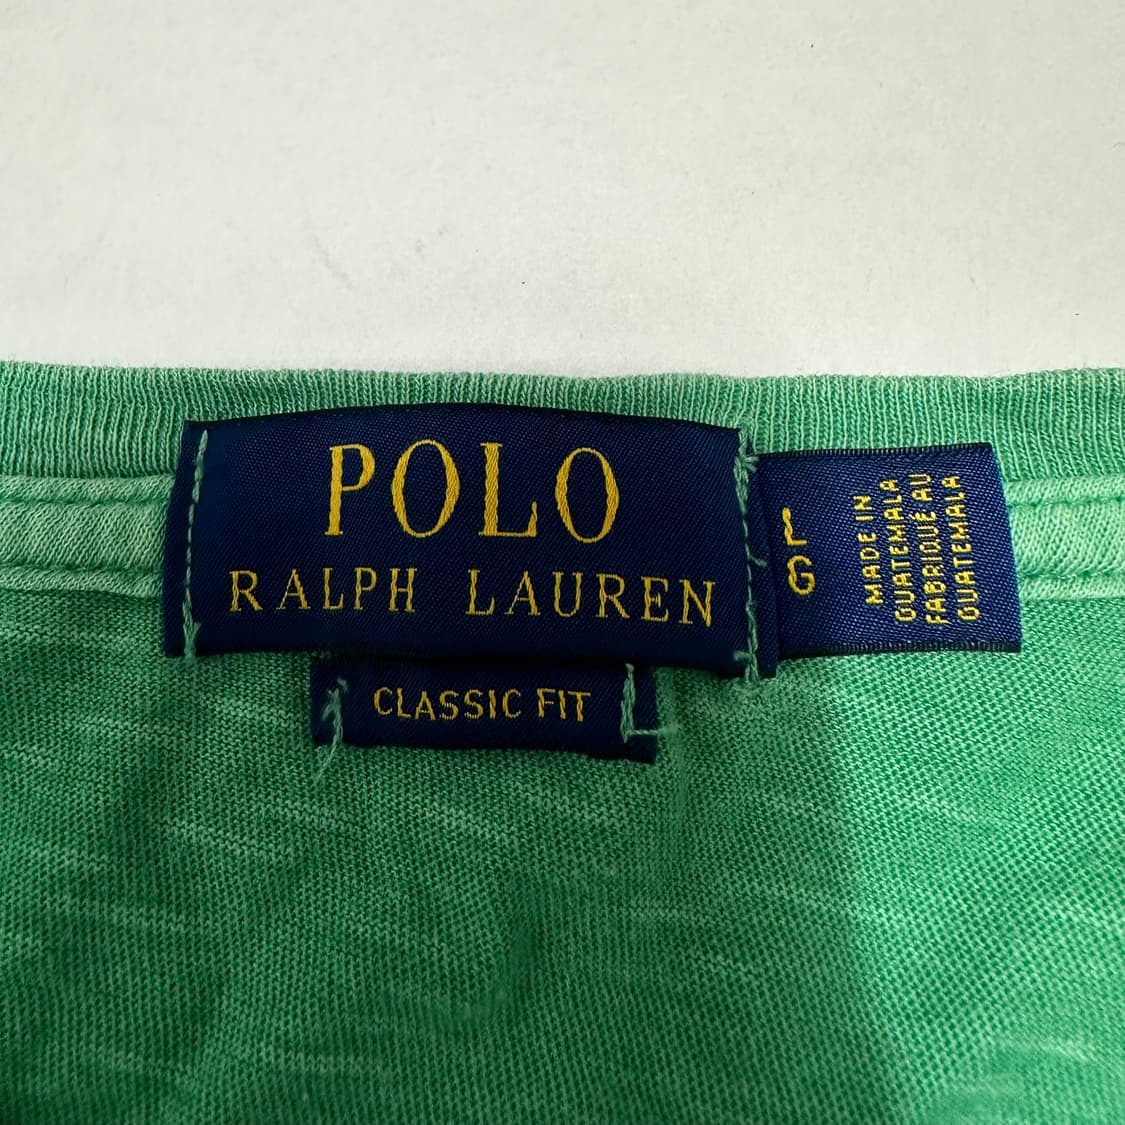 POLO
RALPH LAUREN
CLASSIC FIT
L
G
MADE IN
GUATEMALA
FABRIQUÉ AU
GUATEMALA